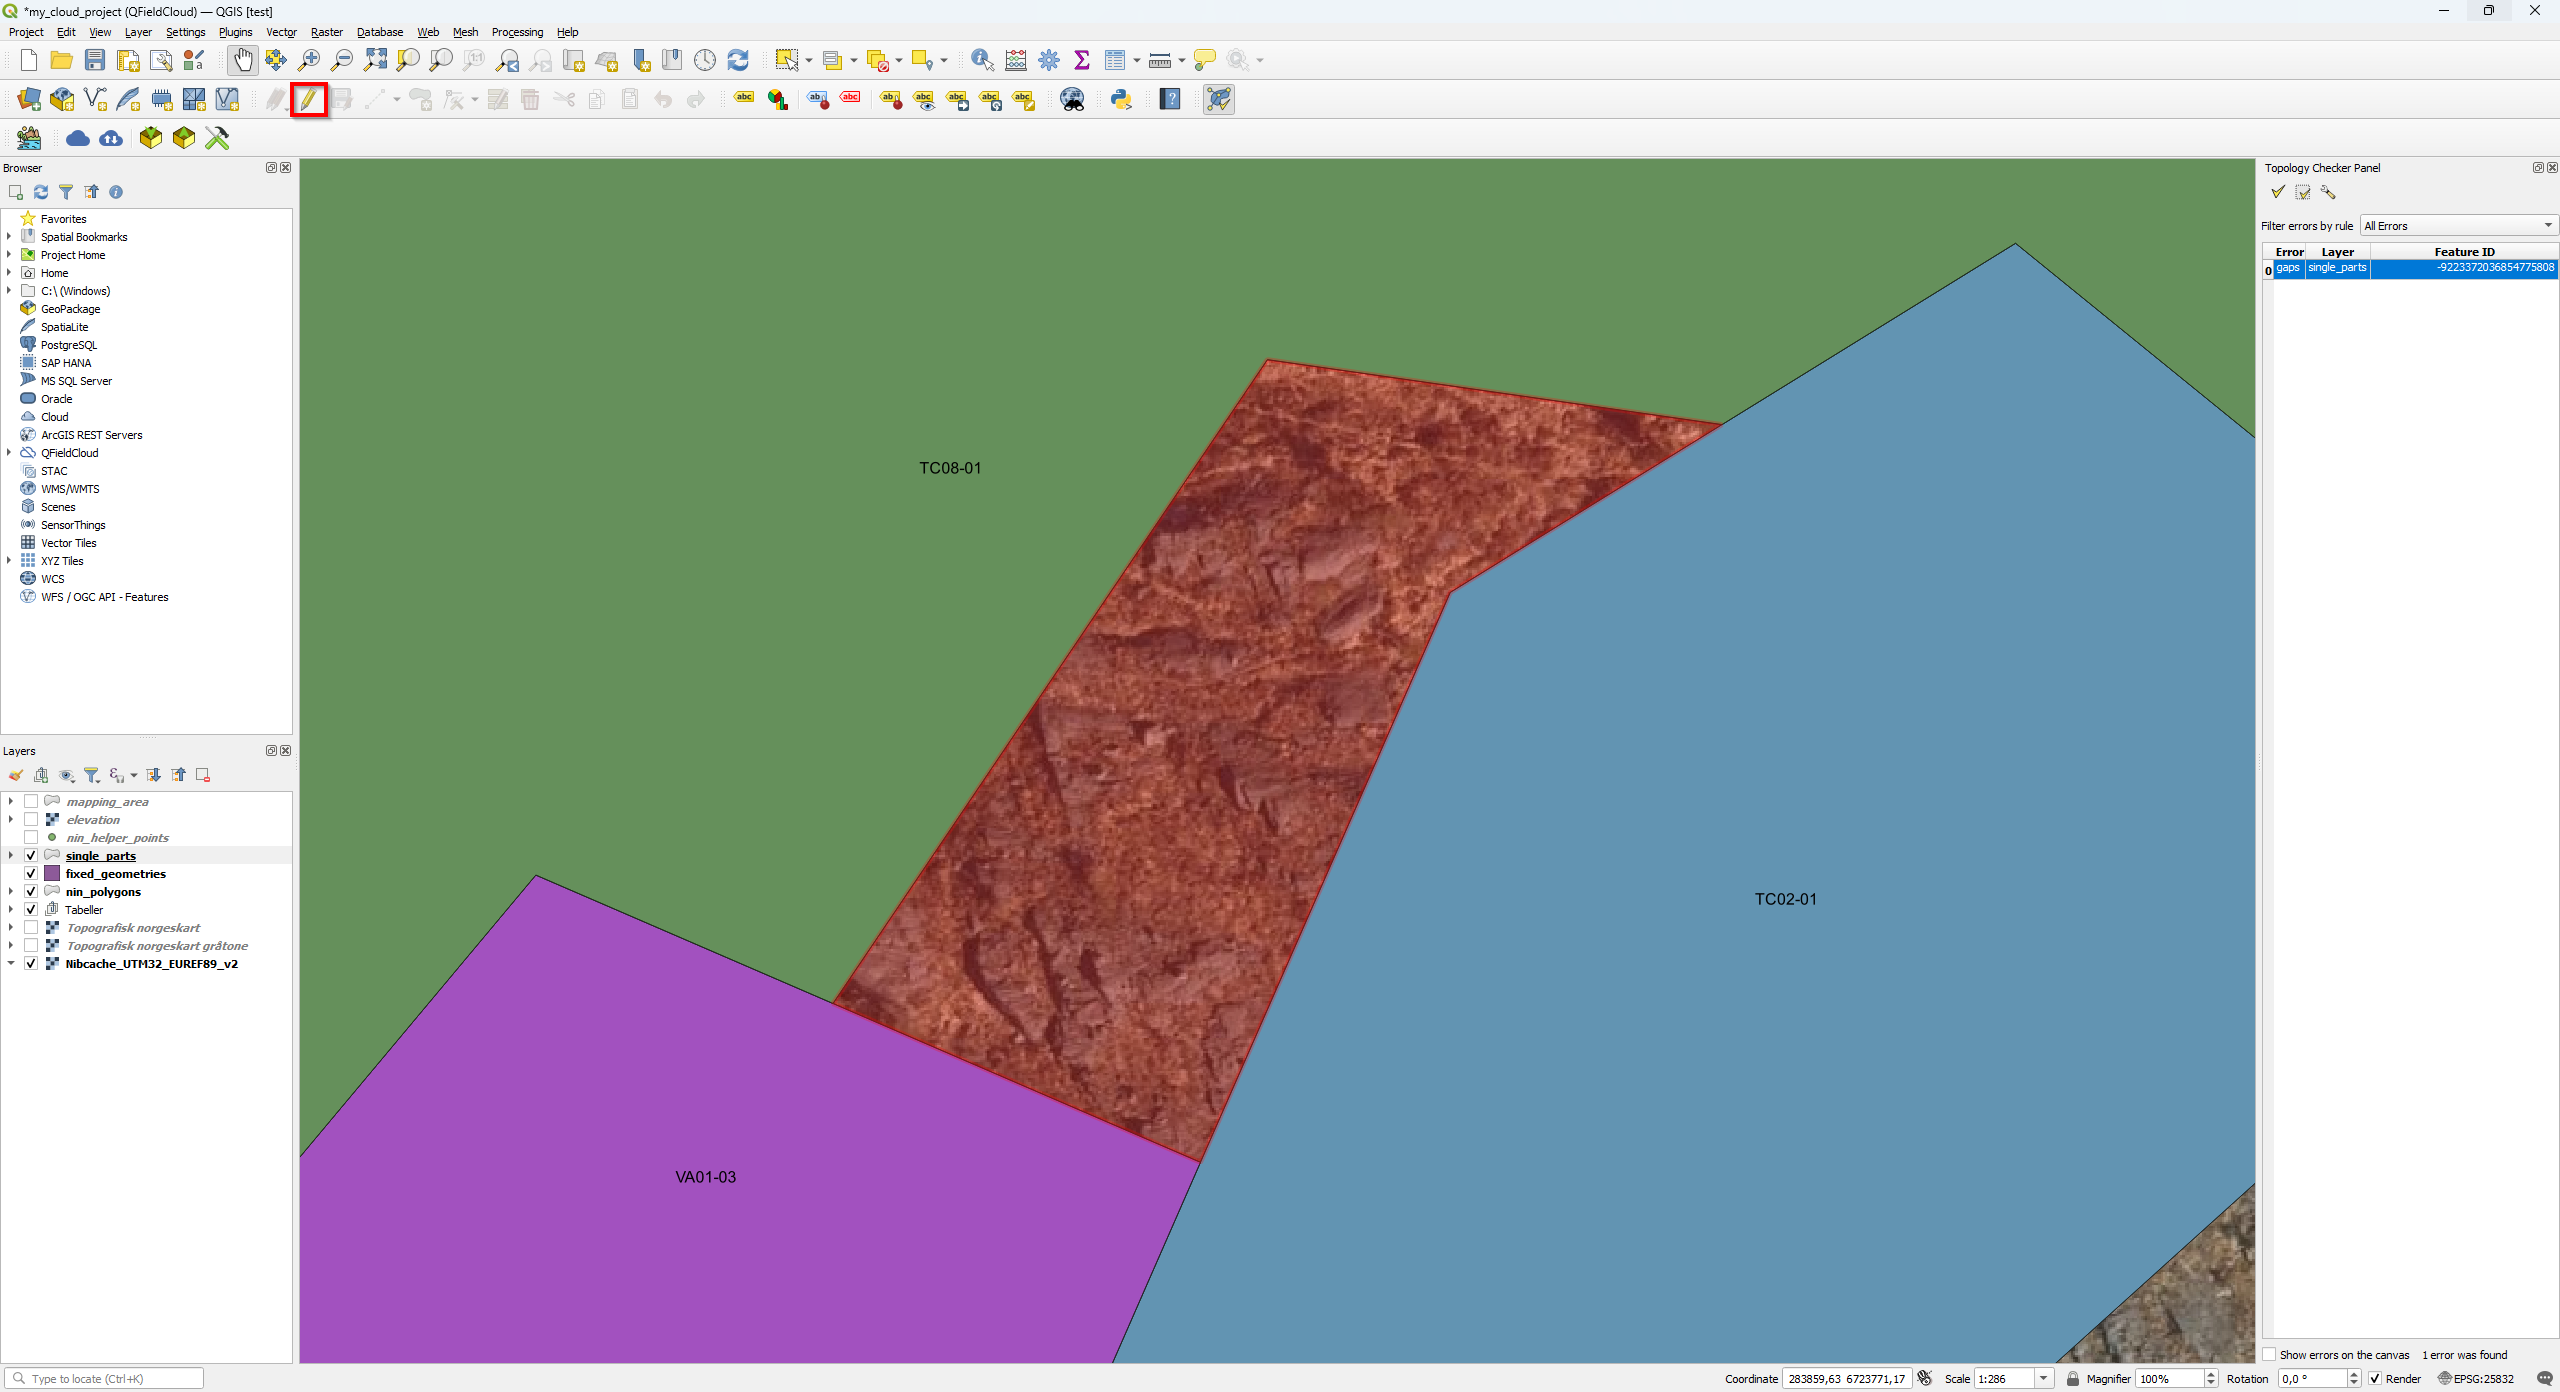 *my_cloud_project (QFieldCloud) — QGIS [test]
Project Edit View Layer Settings Plugins Vector Raster Database Web Mesh Processing Help
Browser
Favorites
Spatial Bookmarks
Project Home
Home
C:\ (Windows)
GeoPackage
SpatiaLite
PostgreSQL
SAP HANA
MS SQL Server
Oracle
Cloud
ArcGIS REST Servers
QFieldCloud
STAC
WMS/WMTS
Scenes
SensorThings
Vector Tiles
XYZ Tiles
WCS
WFS / OGC API - Features
Layers
mapping_area
elevation
nin_helper_points
single_parts
fixed_geometries
nin_polygons
Tabeller
Topografisk norgeskart
Topografisk norgeskart gråtone
Nibcache_UTM32_EUREF89_v2
TC08-01
TC02-01
VA01-03
Topology Checker Panel
Filter errors by rule All Errors
Error Layer Feature ID
0 gaps single_parts -9223372036854775808
Show errors on the canvas 1 error was found
Type to locate (Ctrl+K)
Coordinate 283859,63 6723771,17 Scale 1:286 Magnifier 100% Rotation 0,0 ° Render EPSG:25832